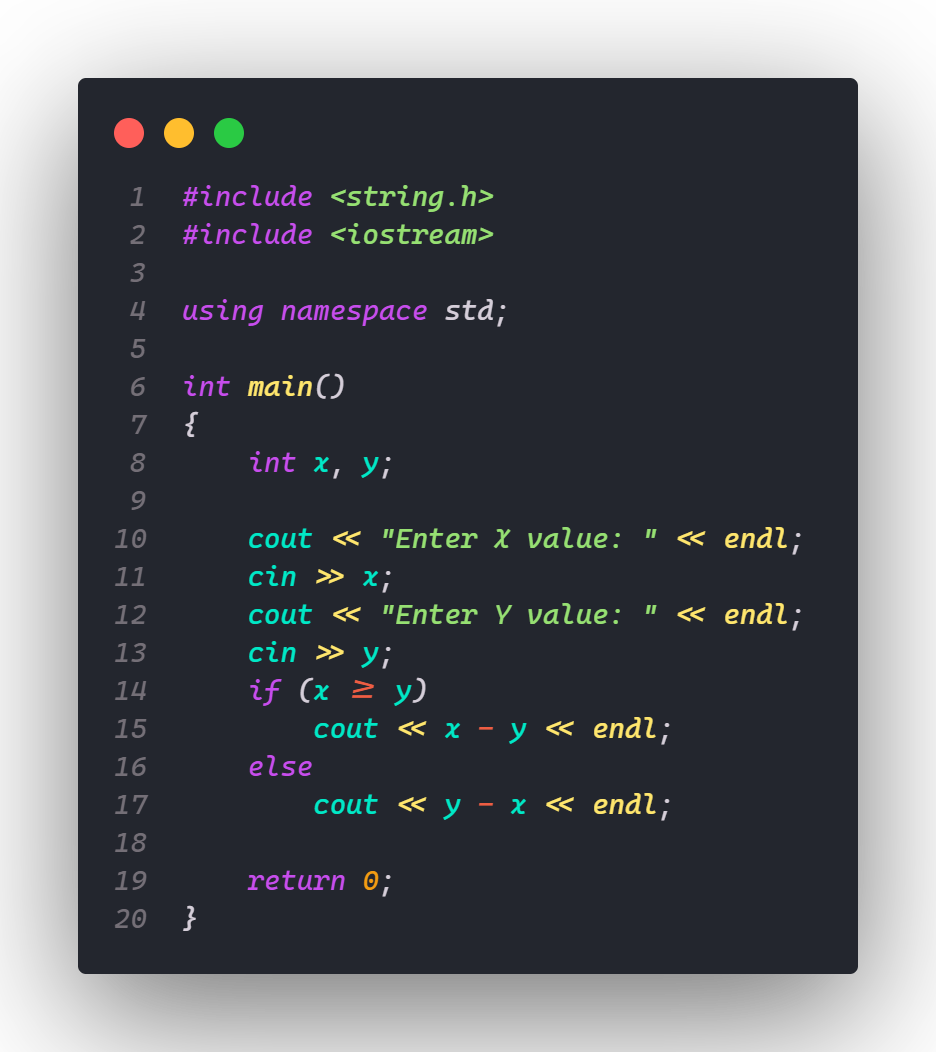 1 #include <string.h>
2 #include <iostream>
3
4 using namespace std;
5
6 int main()
7 {
8     int x, y;
9
10     cout << "Enter X value: " << endl;
11     cin >> x;
12     cout << "Enter Y value: " << endl;
13     cin >> y;
14     if (x >= y)
15         cout << x - y << endl;
16     else
17         cout << y - x << endl;
18
19     return 0;
20 }